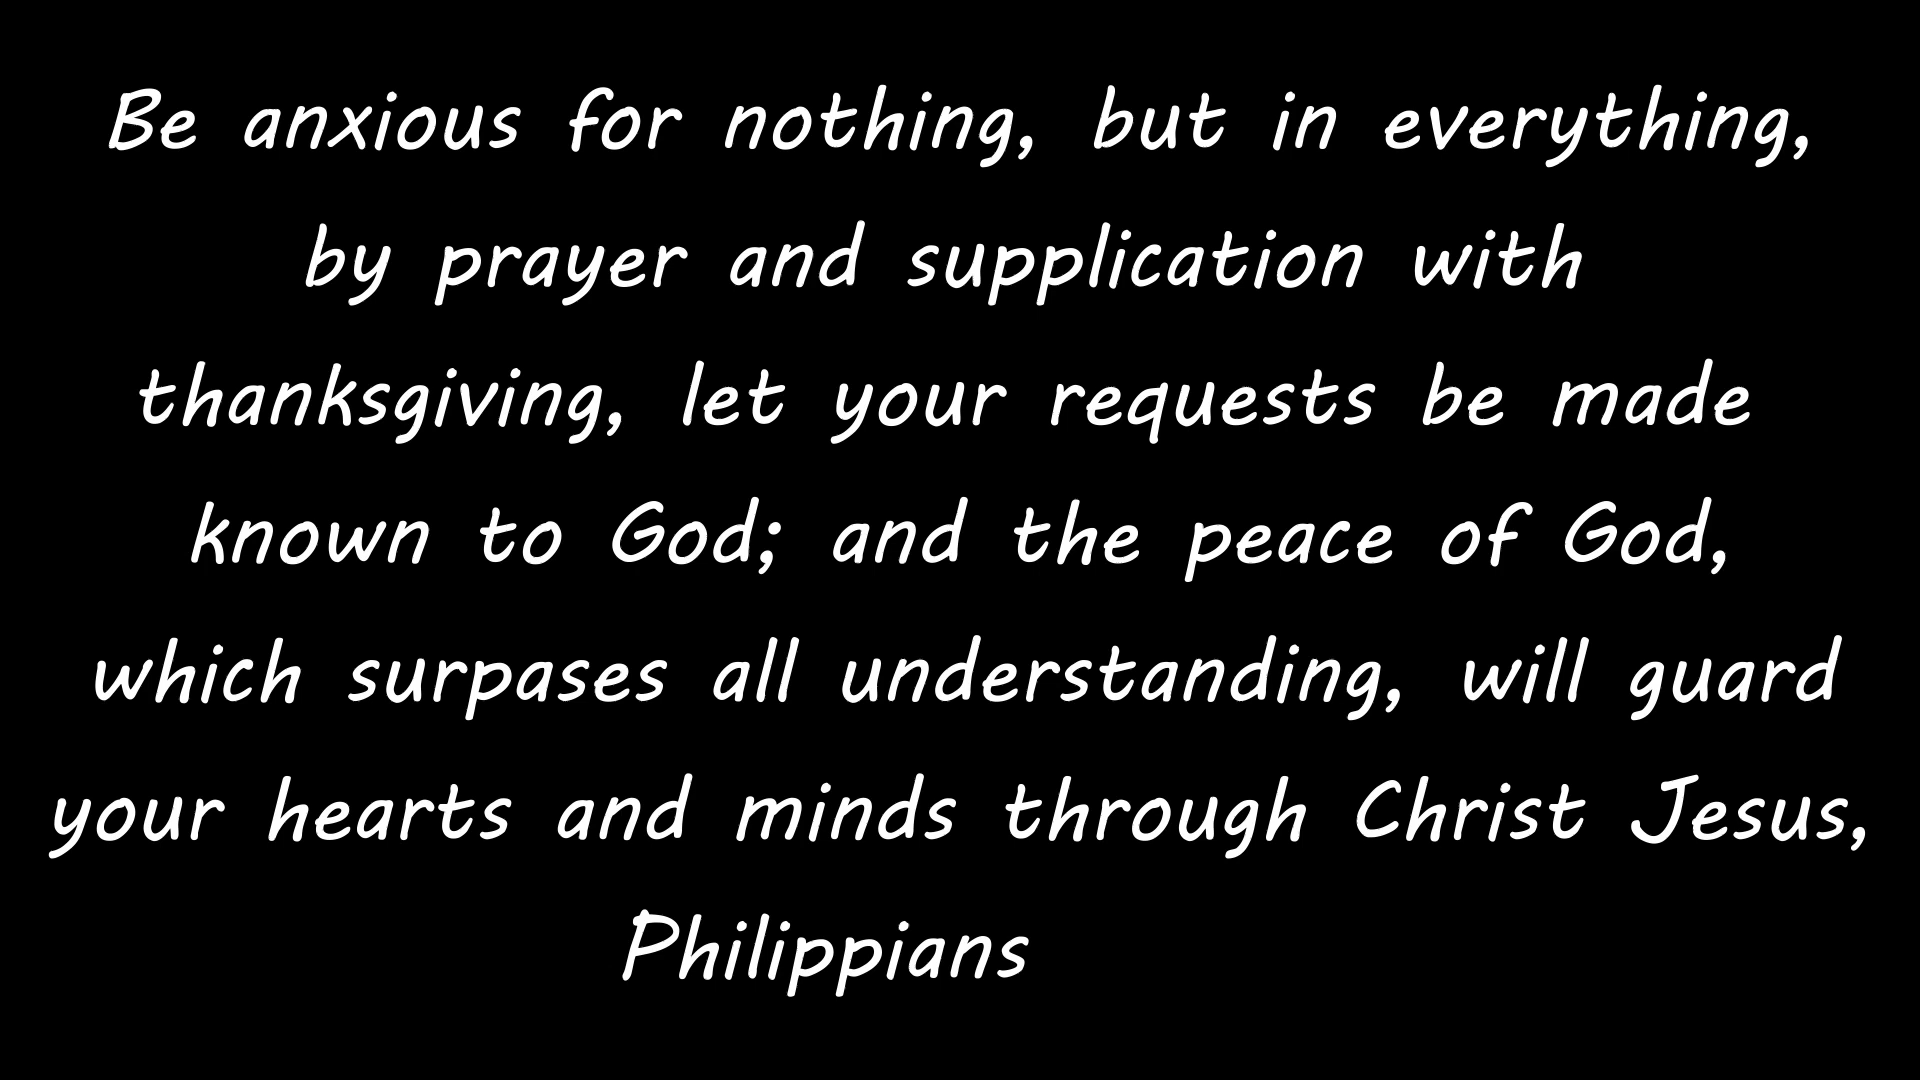 Be anxious for nothing, but in everything,
by prayer and supplication with
thanksgiving, let your requests be made
known to God; and the peace of God,
which surpases all understanding, will guard
your hearts and minds through Christ Jesus,
Philippians